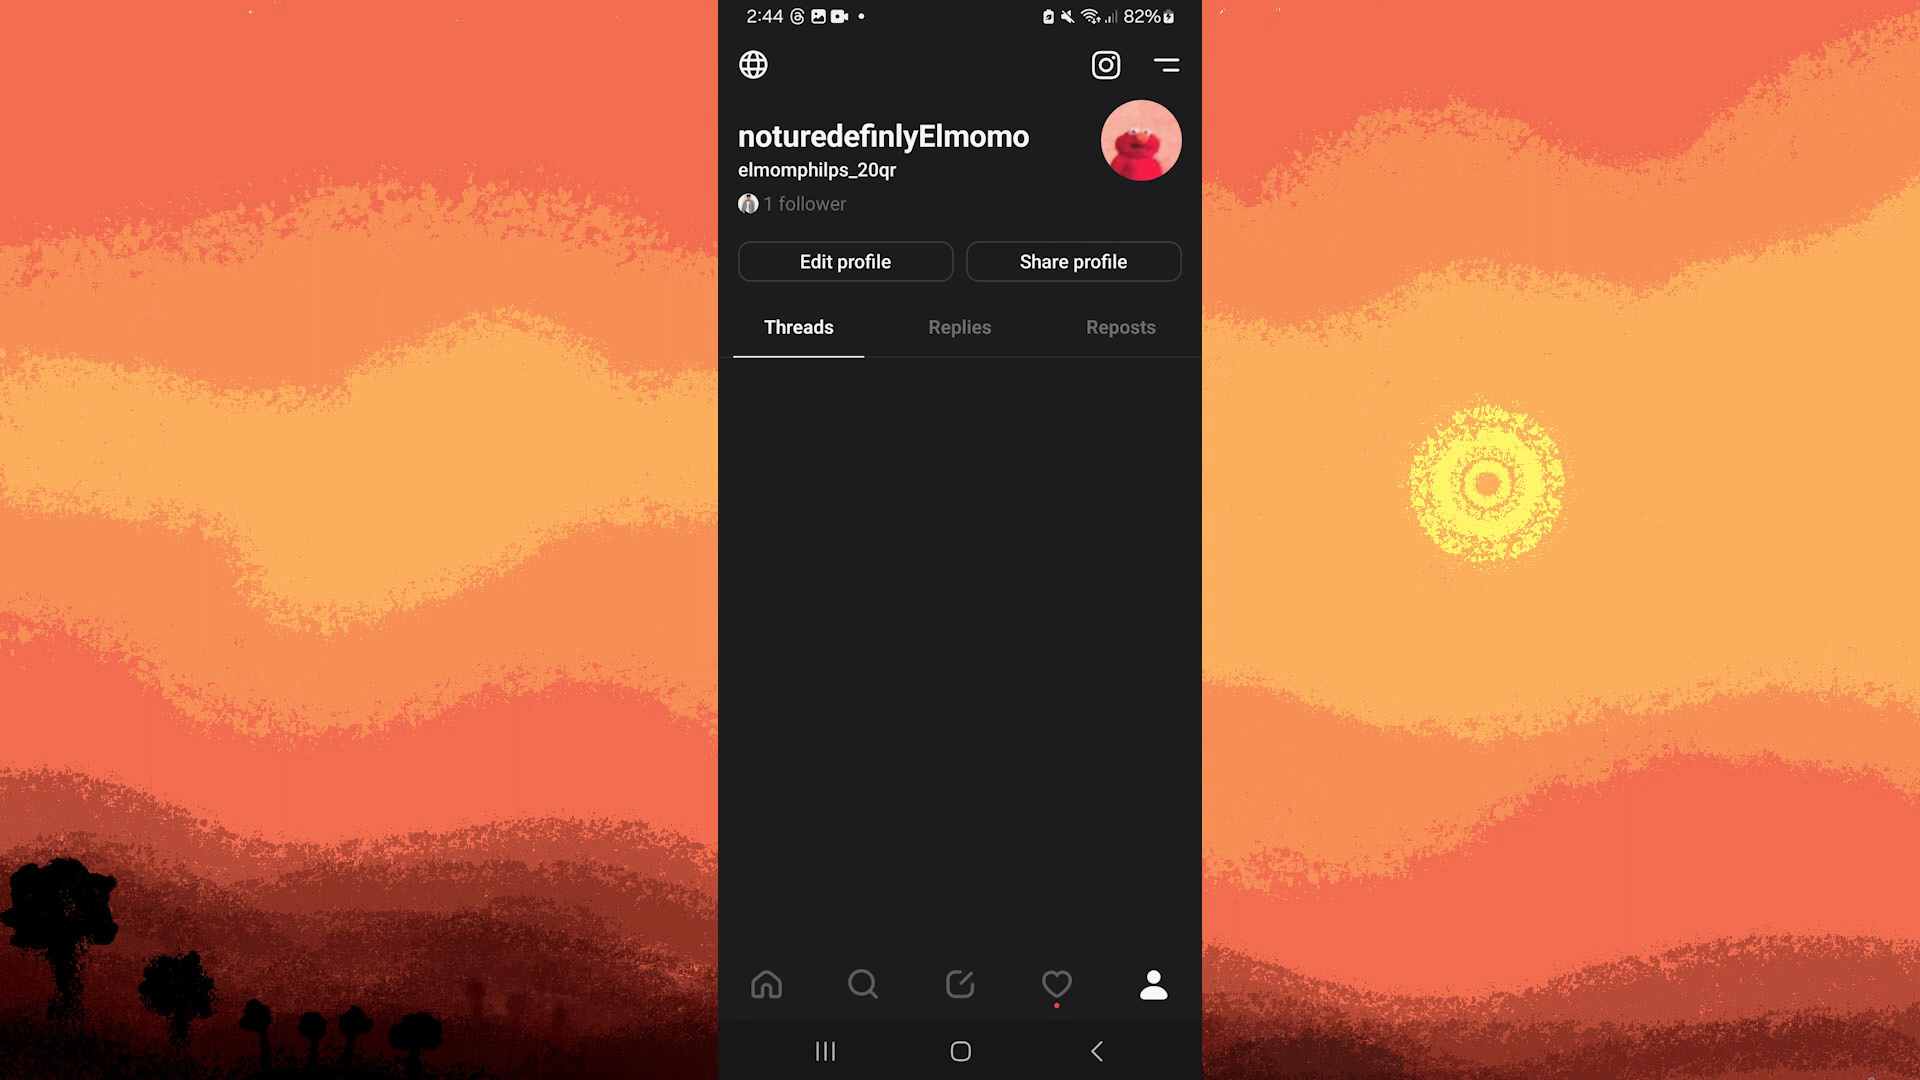 2:44 82%
noturedefinlyElmomo
elmomphilps_20qr
1 follower
Edit profile Share profile
Threads Replies Reposts